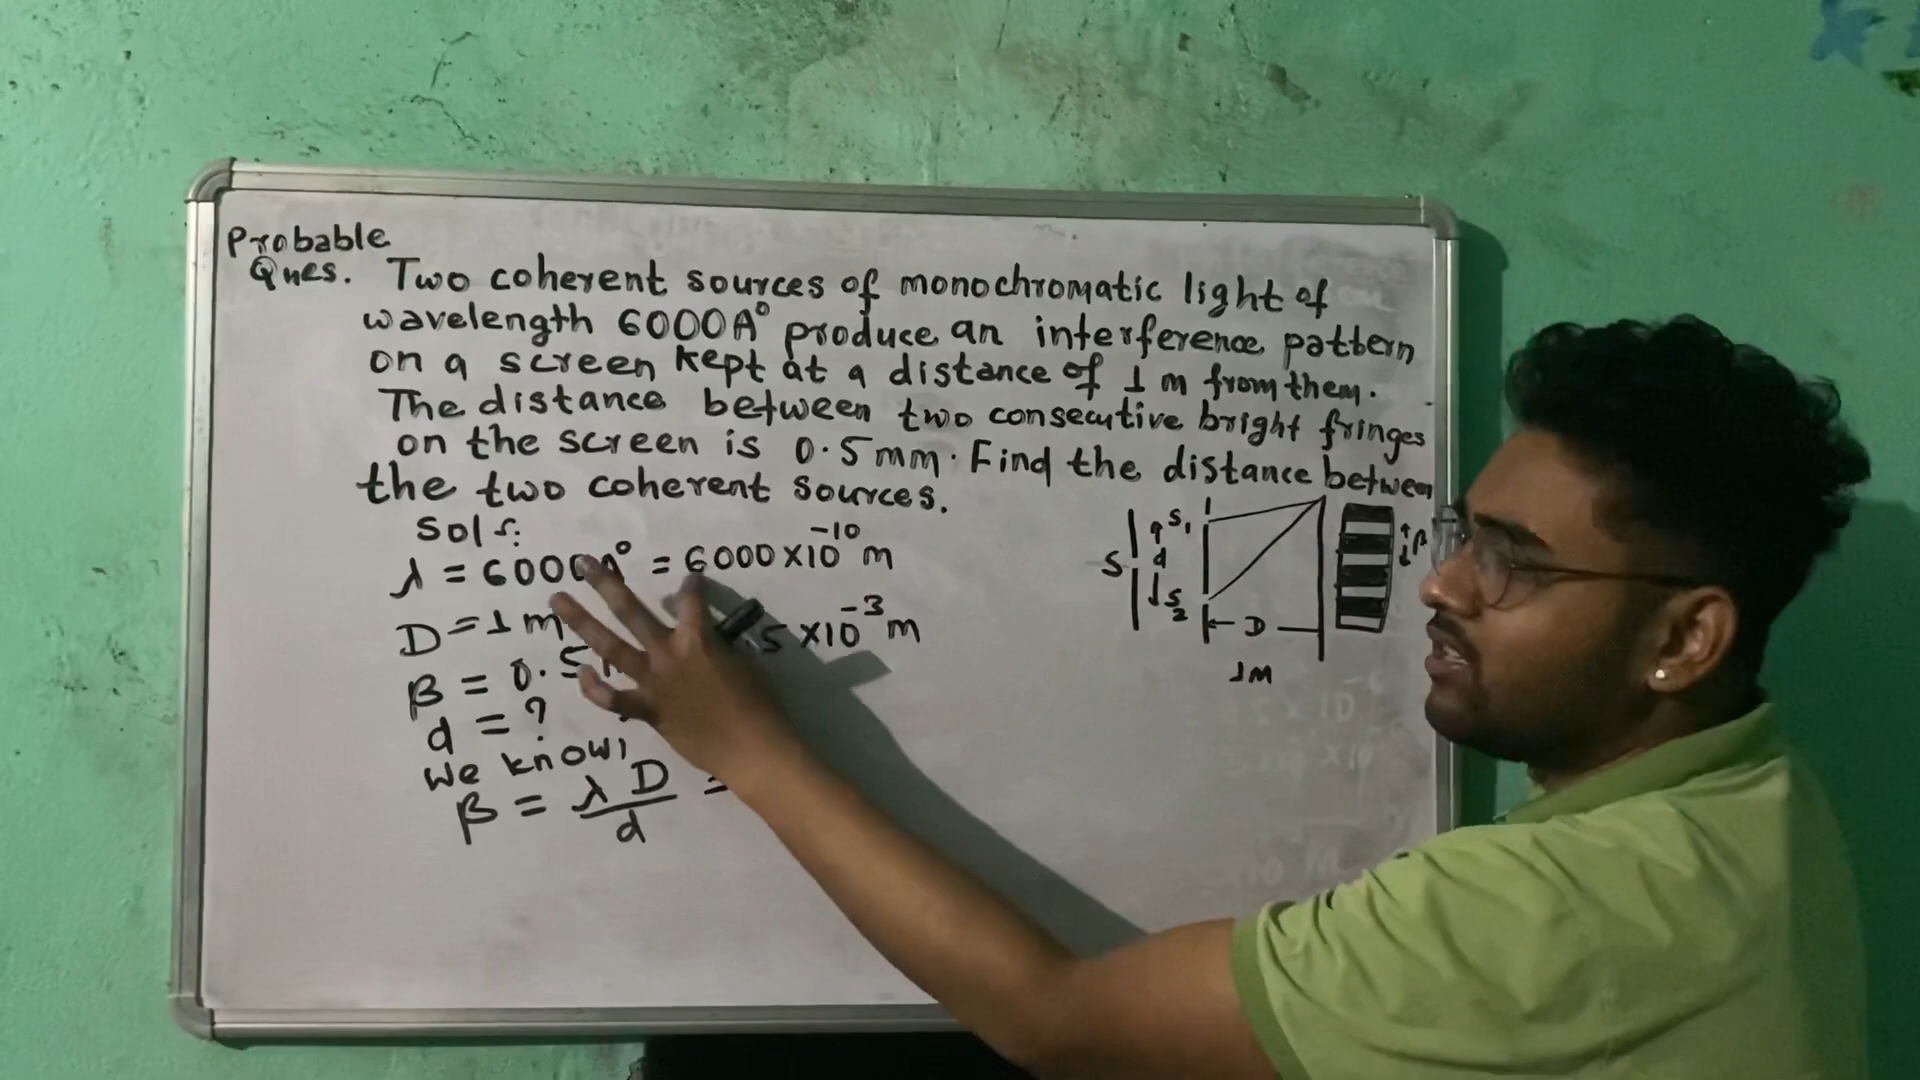 Probable
Ques. Two coherent sources of monochromatic light of
wavelength 6000A° produce an interference pattern
on a screen kept at a distance of 1 m from them.
The distance between two consecutive bright fringes
on the screen is 0.5mm. Find the distance between
the two coherent sources.
Solⁿ:
λ = 6000A° = 6000×10⁻¹⁰ m
D = 1 m
β = 0.5 5 ×10⁻³ m
d = ?
We know,
β = λD/d =
S
S₁
d
S₂
D
1M
β